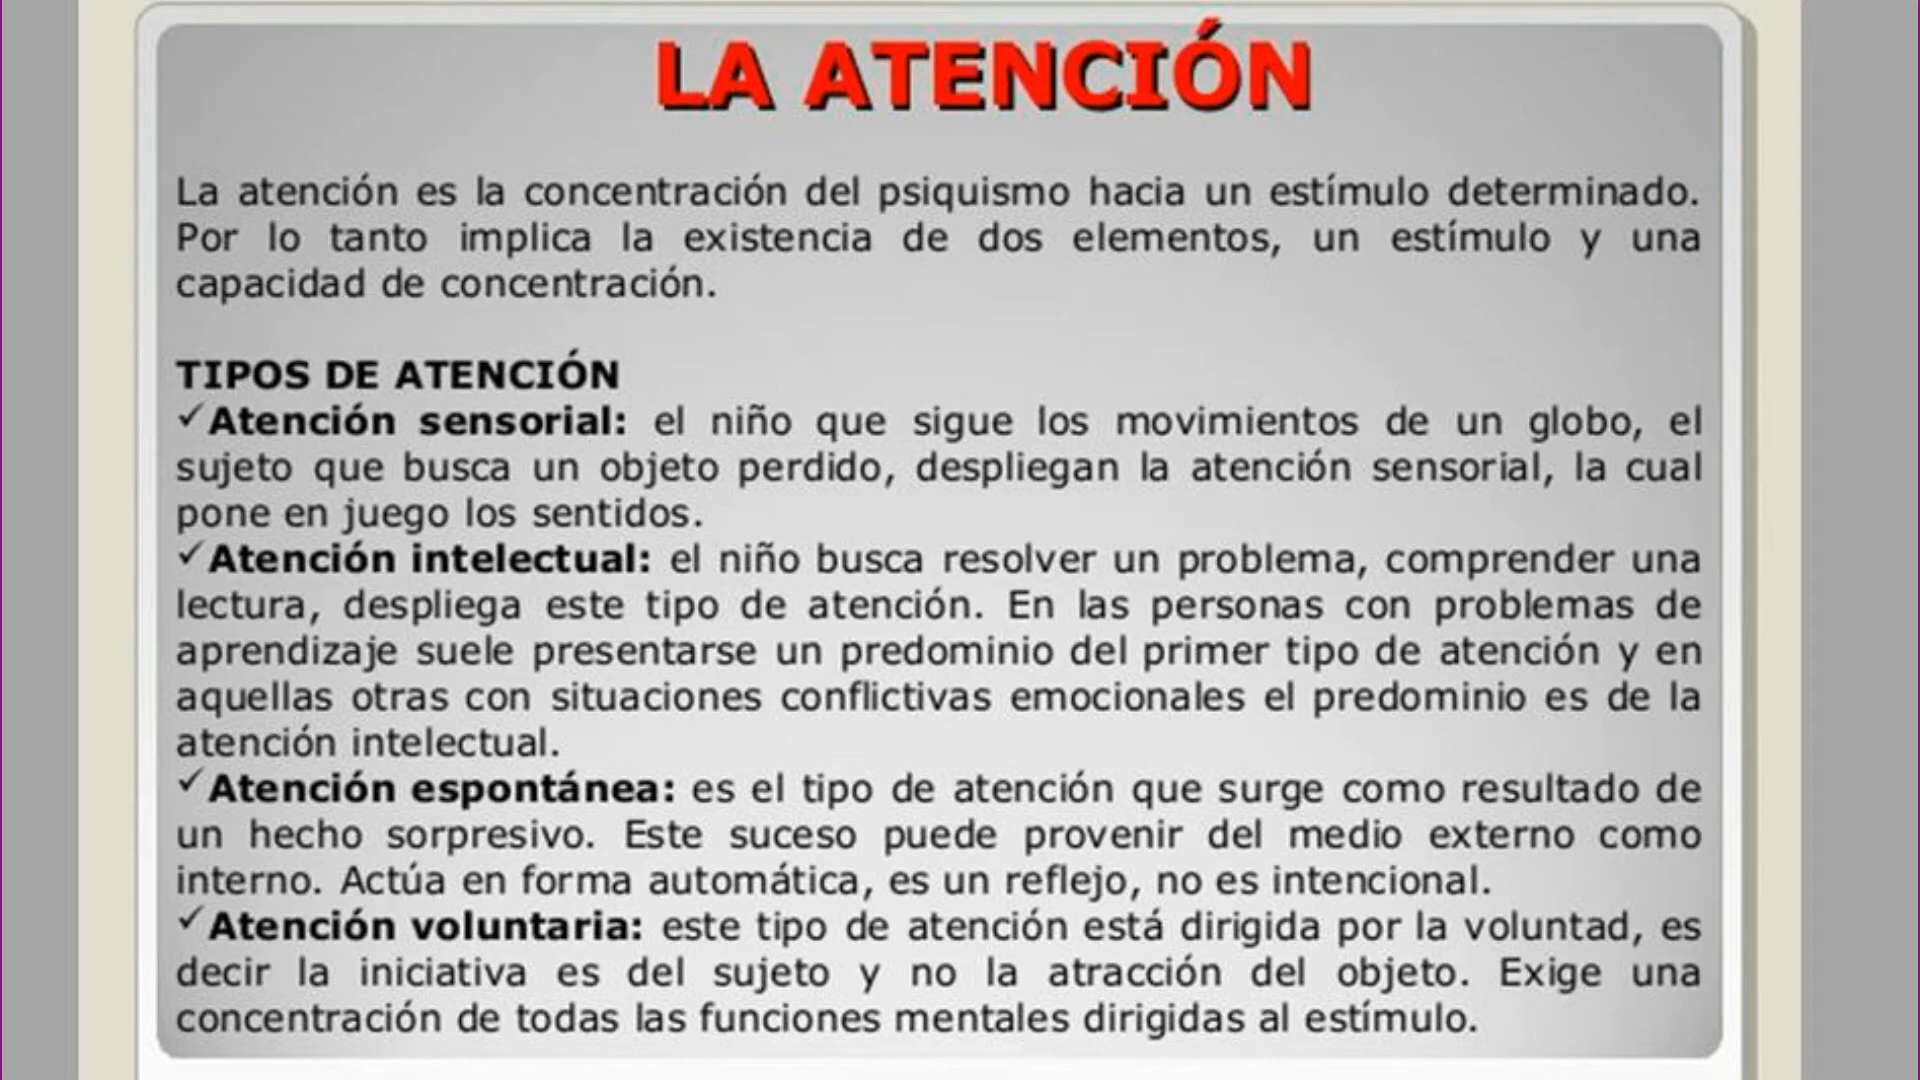 LA ATENCIÓN
La atención es la concentración del psiquismo hacia un estímulo determinado.
Por lo tanto implica la existencia de dos elementos, un estímulo y una
capacidad de concentración.
TIPOS DE ATENCIÓN
✓Atención sensorial: el niño que sigue los movimientos de un globo, el
sujeto que busca un objeto perdido, despliegan la atención sensorial, la cual
pone en juego los sentidos.
✓Atención intelectual: el niño busca resolver un problema, comprender una
lectura, despliega este tipo de atención. En las personas con problemas de
aprendizaje suele presentarse un predominio del primer tipo de atención y en
aquellas otras con situaciones conflictivas emocionales el predominio es de la
atención intelectual.
✓Atención espontánea: es el tipo de atención que surge como resultado de
un hecho sorpresivo. Este suceso puede provenir del medio externo como
interno. Actúa en forma automática, es un reflejo, no es intencional.
✓Atención voluntaria: este tipo de atención está dirigida por la voluntad, es
decir la iniciativa es del sujeto y no la atracción del objeto. Exige una
concentración de todas las funciones mentales dirigidas al estímulo.